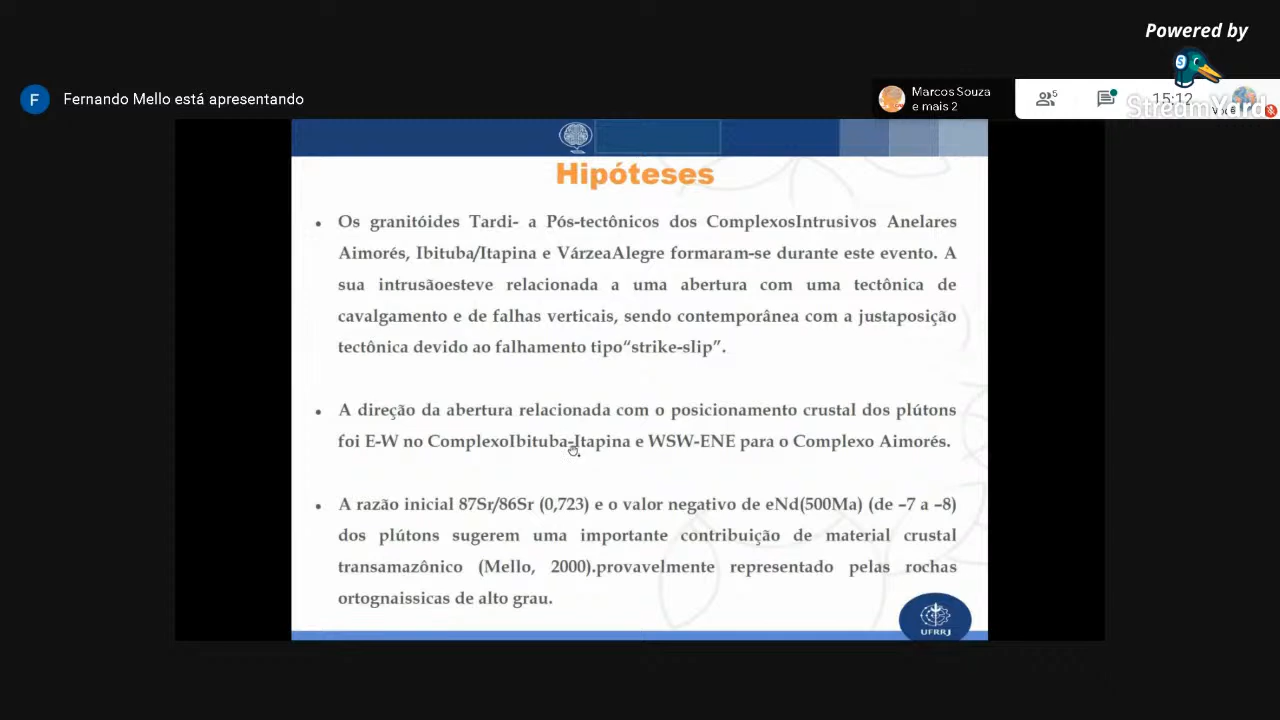 Powered by
F
Fernando Mello está apresentando
Marcos Souza
e mais 2
5
15:12
StreamYard
S
Você
Hipóteses
• Os granitóides Tardi- a Pós-tectônicos dos ComplexosIntrusivos Anelares
Aimorés, Ibituba/Itapina e VárzeaAlegre formaram-se durante este evento. A
sua intrusãoesteve relacionada a uma abertura com uma tectônica de
cavalgamento e de falhas verticais, sendo contemporânea com a justaposição
tectônica devido ao falhamento tipo“strike-slip”.
• A direção da abertura relacionada com o posicionamento crustal dos plútons
foi E-W no ComplexoIbituba-Itapina e WSW-ENE para o Complexo Aimorés.
• A razão inicial 87Sr/86Sr (0,723) e o valor negativo de eNd(500Ma) (de –7 a –8)
dos plútons sugerem uma importante contribuição de material crustal
transamazônico (Mello, 2000).provavelmente representado pelas rochas
ortognaissicas de alto grau.
UFRRJ